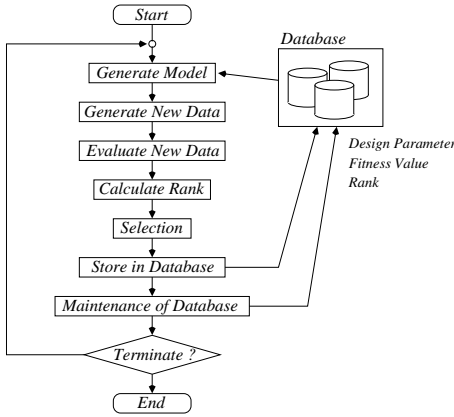 Start
Database
Generate Model
Generate New Data
Evaluate New Data
Design Parameter
Fitness Value
Rank
Calculate Rank
Selection
Store in Database
Maintenance of Database
Terminate ?
End